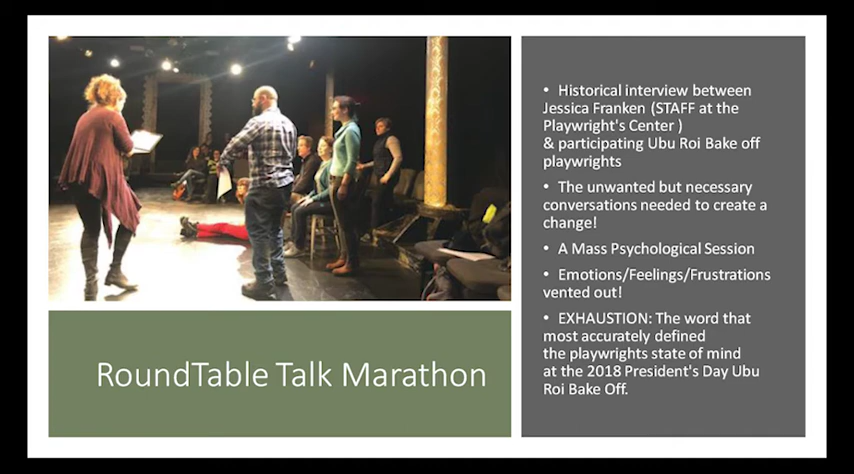 RoundTable Talk Marathon
• Historical interview between
Jessica Franken (STAFF at the
Playwright's Center )
& participating Ubu Roi Bake off
playwrights
• The unwanted but necessary
conversations needed to create a
change!
• A Mass Psychological Session
• Emotions/Feelings/Frustrations
vented out!
• EXHAUSTION: The word that
most accurately defined
the playwrights state of mind
at the 2018 President's Day Ubu
Roi Bake Off.